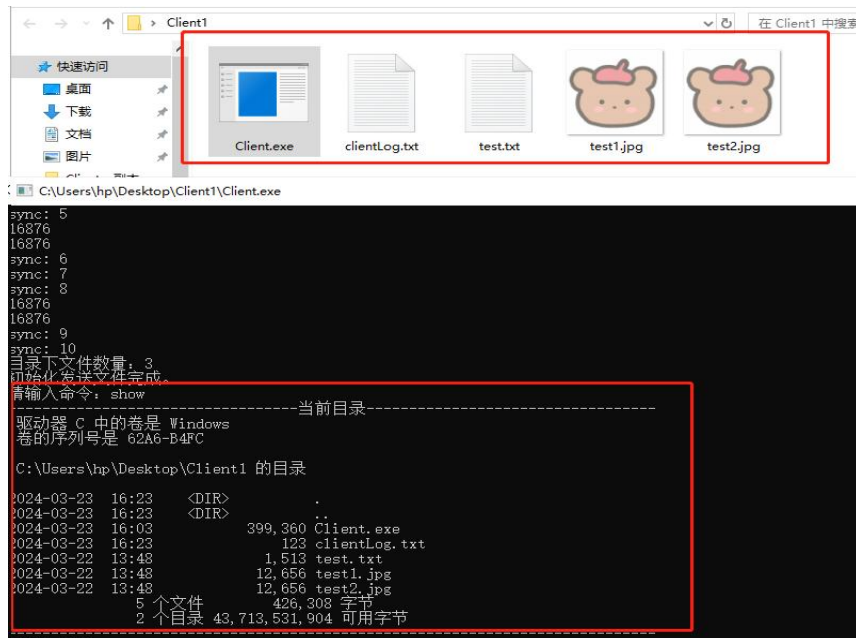 Client1
在 Client1 中搜索
快速访问
桌面
下载
文档
图片
Client.exe
clientLog.txt
test.txt
test1.jpg
test2.jpg
C:\Users\hp\Desktop\Client1\Client.exe
sync: 5
16876
16876
sync: 6
sync: 7
sync: 8
16876
16876
sync: 9
sync: 10
目录下文件数量: 3
初始化发送文件完成。
请输入命令: show
------------------------------------当前目录------------------------------------
驱动器 C 中的卷是 Windows
卷的序列号是 62A6-B4FC
C:\Users\hp\Desktop\Client1 的目录
2024-03-23  16:23    <DIR>          .
2024-03-23  16:23    <DIR>          ..
2024-03-23  16:03           399,360 Client.exe
2024-03-23  16:23               123 clientLog.txt
2024-03-22  13:48             1,513 test.txt
2024-03-22  13:48            12,656 test1.jpg
2024-03-22  13:48            12,656 test2.jpg
5 个文件        426,308 字节
2 个目录 43,713,531,904 可用字节